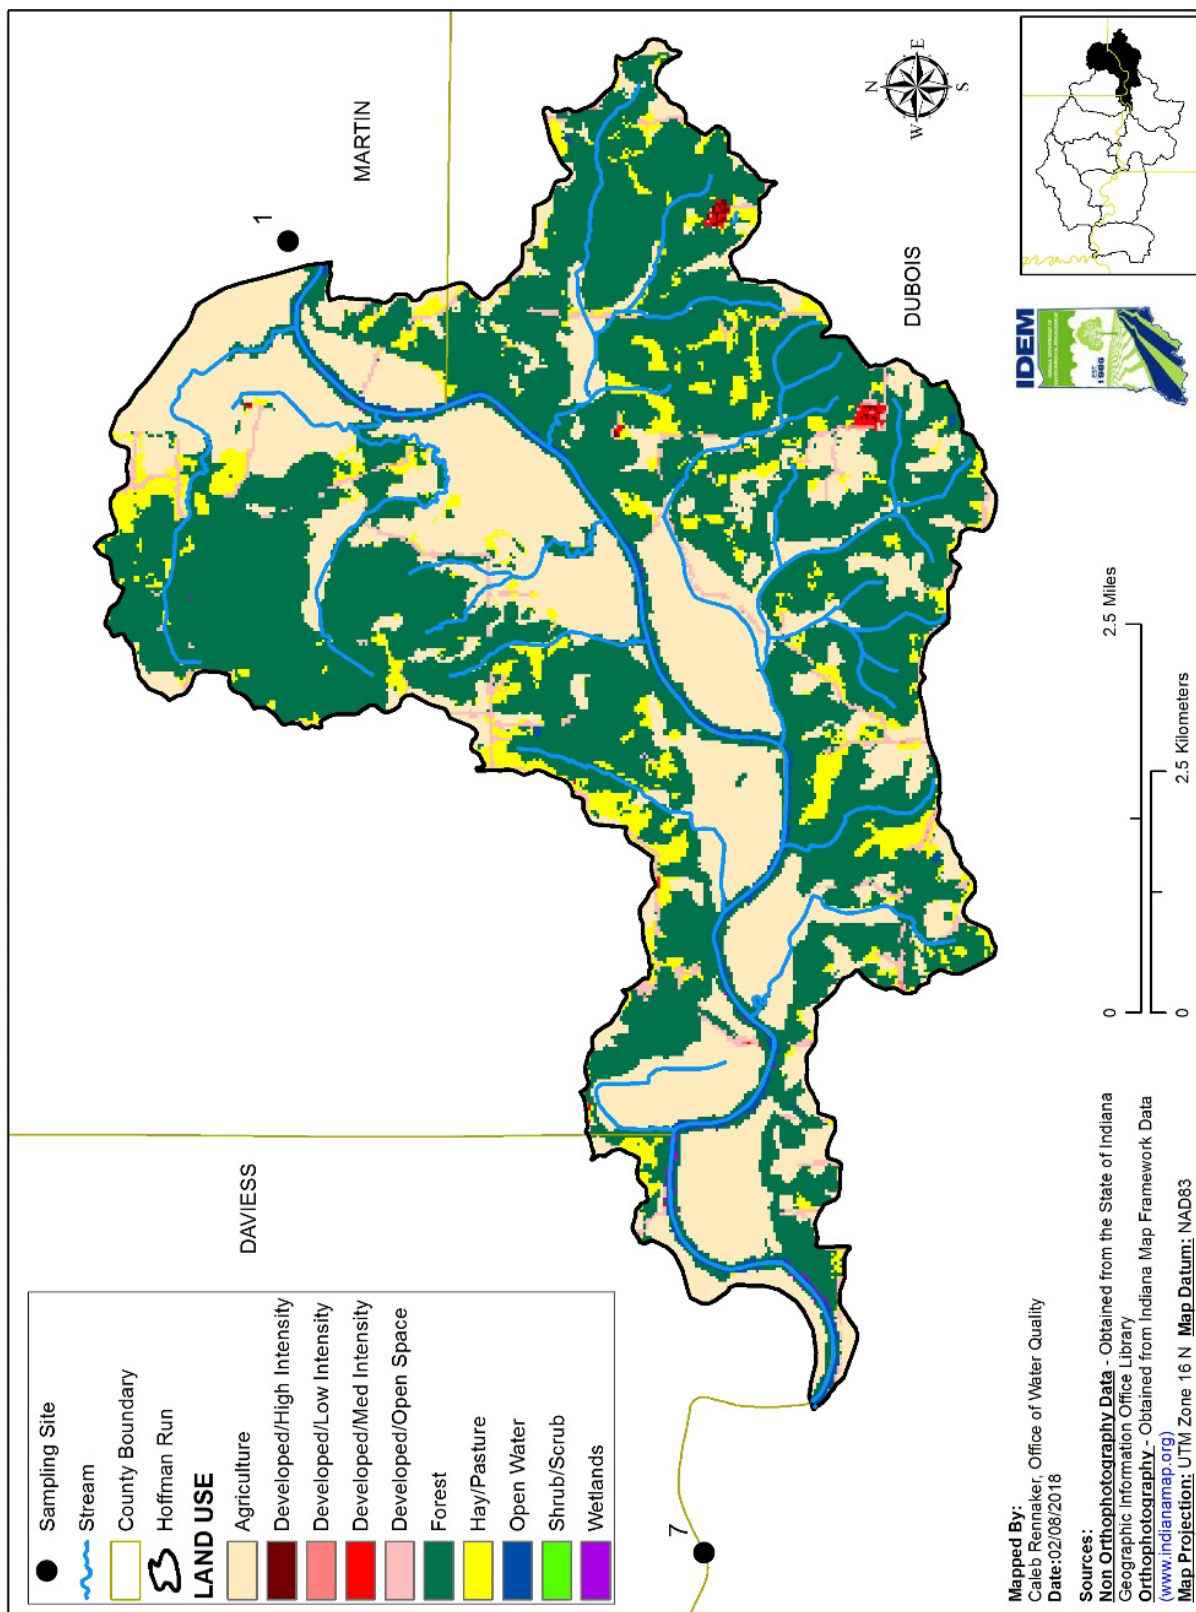 Sampling Site
Stream
County Boundary
Hoffman Run
LAND USE
Agriculture
Developed/High Intensity
Developed/Low Intensity
Developed/Med Intensity
Developed/Open Space
Forest
Hay/Pasture
Open Water
Shrub/Scrub
Wetlands
DAVIESS
MARTIN
DUBOIS
1
7
N
E
S
W
0
2.5 Miles
0
2.5 Kilometers
Mapped By:
Caleb Rennaker, Office of Water Quality
Date:02/08/2018
Sources:
Non Orthophotography Data - Obtained from the State of Indiana
Geographic Information Office Library
Orthophotography - Obtained from Indiana Map Framework Data
(www.indianamap.org)
Map Projection: UTM Zone 16 N Map Datum: NAD83
IDEM
EST
1986